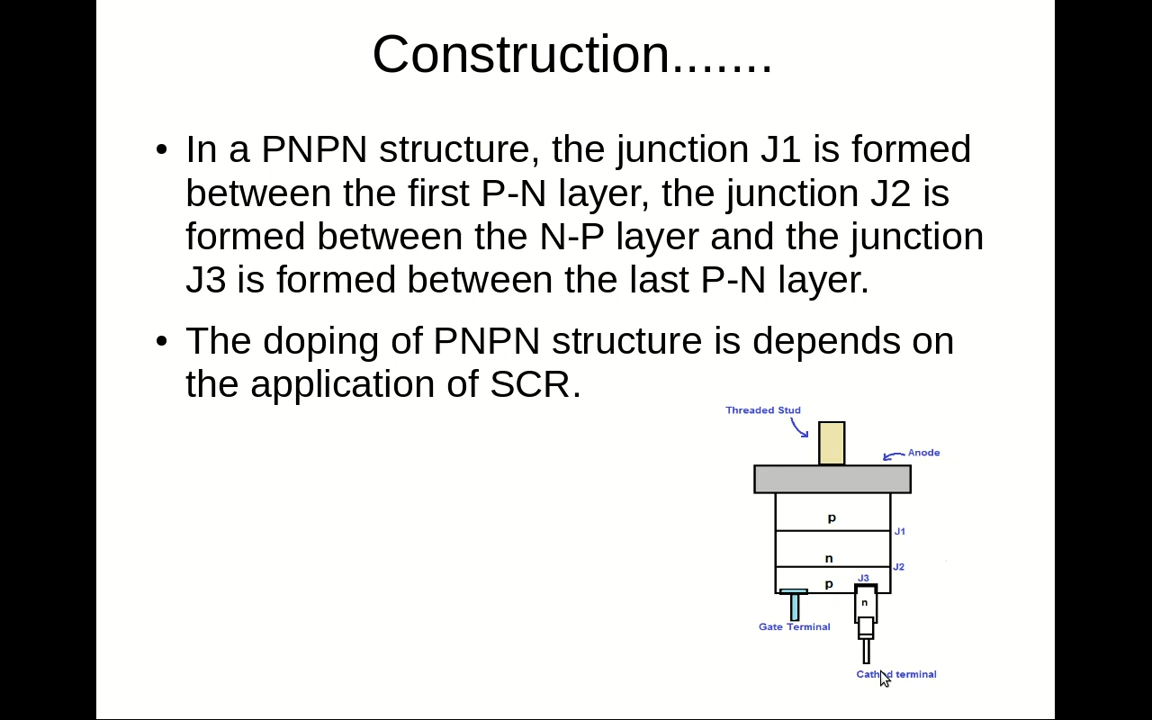 Construction.......
• In a PNPN structure, the junction J1 is formed
between the first P-N layer, the junction J2 is
formed between the N-P layer and the junction
J3 is formed between the last P-N layer.
• The doping of PNPN structure is depends on
the application of SCR.
Threaded Stud
Anode
p
J1
n
J2
J3
p
n
Gate Terminal
terminal